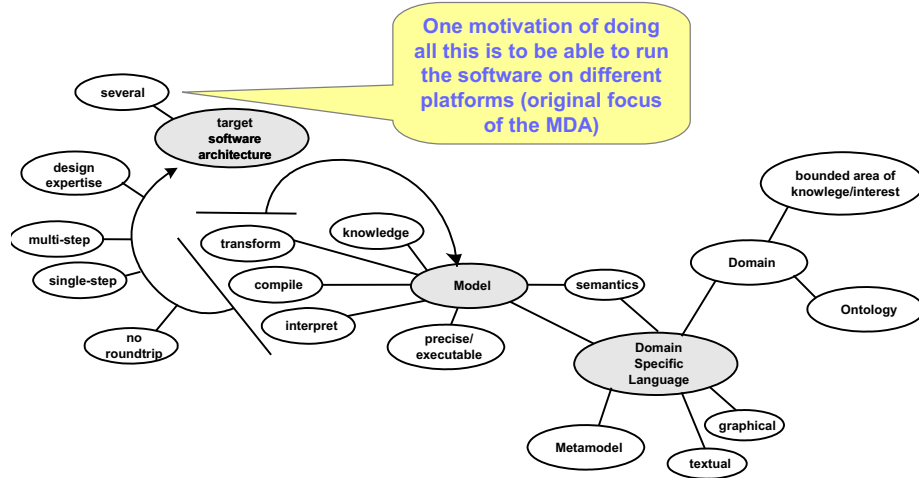 One motivation of doing
all this is to be able to run
the software on different
platforms (original focus
of the MDA)
several
target
software
architecture
design
expertise
bounded area of
knowlege/interest
multi-step
transform
knowledge
Domain
single-step
compile
Model
semantics
interpret
Ontology
no
roundtrip
precise/
executable
Domain
Specific
Language
graphical
Metamodel
textual